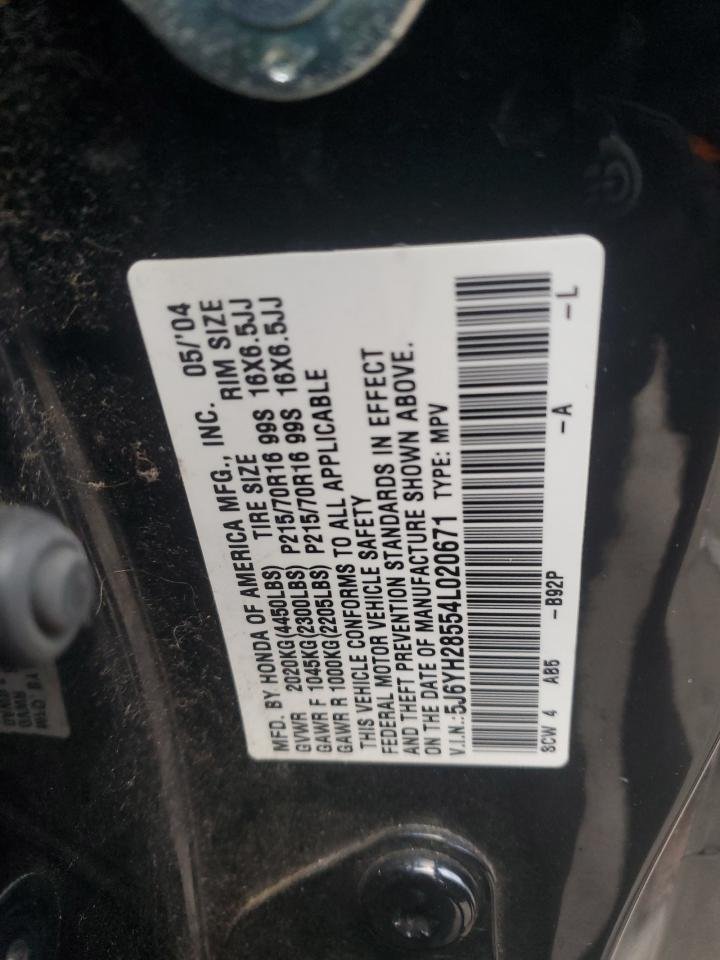 MFD. BY HONDA OF AMERICA MFG., INC. 05/'04
GVWR 2020KG(4450LBS) TIRE SIZE RIM SIZE
GAWR F 1045KG(2300LBS) P215/70R16 99S 16X6.5JJ
GAWR R 1000KG(2205LBS) P215/70R16 99S 16X6.5JJ
THIS VEHICLE CONFORMS TO ALL APPLICABLE
FEDERAL MOTOR VEHICLE SAFETY
AND THEFT PREVENTION STANDARDS IN EFFECT
ON THE DATE OF MANUFACTURE SHOWN ABOVE.
V.I.N.:5J6YH28554L020671 TYPE: MPV
SCW 4 AB5 -B92P -A -L